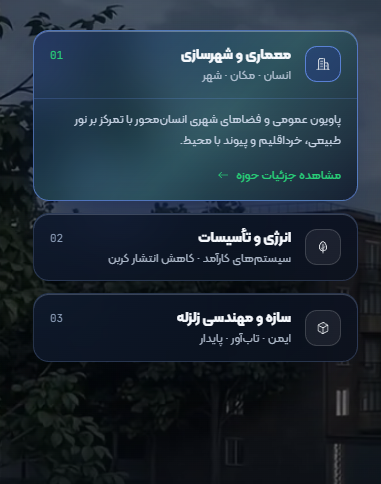 معماری و شهرسازی
01
انسان · مکان · شهر
پاویون عمومی و فضاهای شهری انسان‌محور با تمرکز بر نور
طبیعی، خرداقلیم و پیوند با محیط.
مشاهده جزئیات حوزه ←
انرژی و تأسیسات
02
سیستم‌های کارآمد · کاهش انتشار کربن
سازه و مهندسی زلزله
03
ایمن · تاب‌آور · پایدار